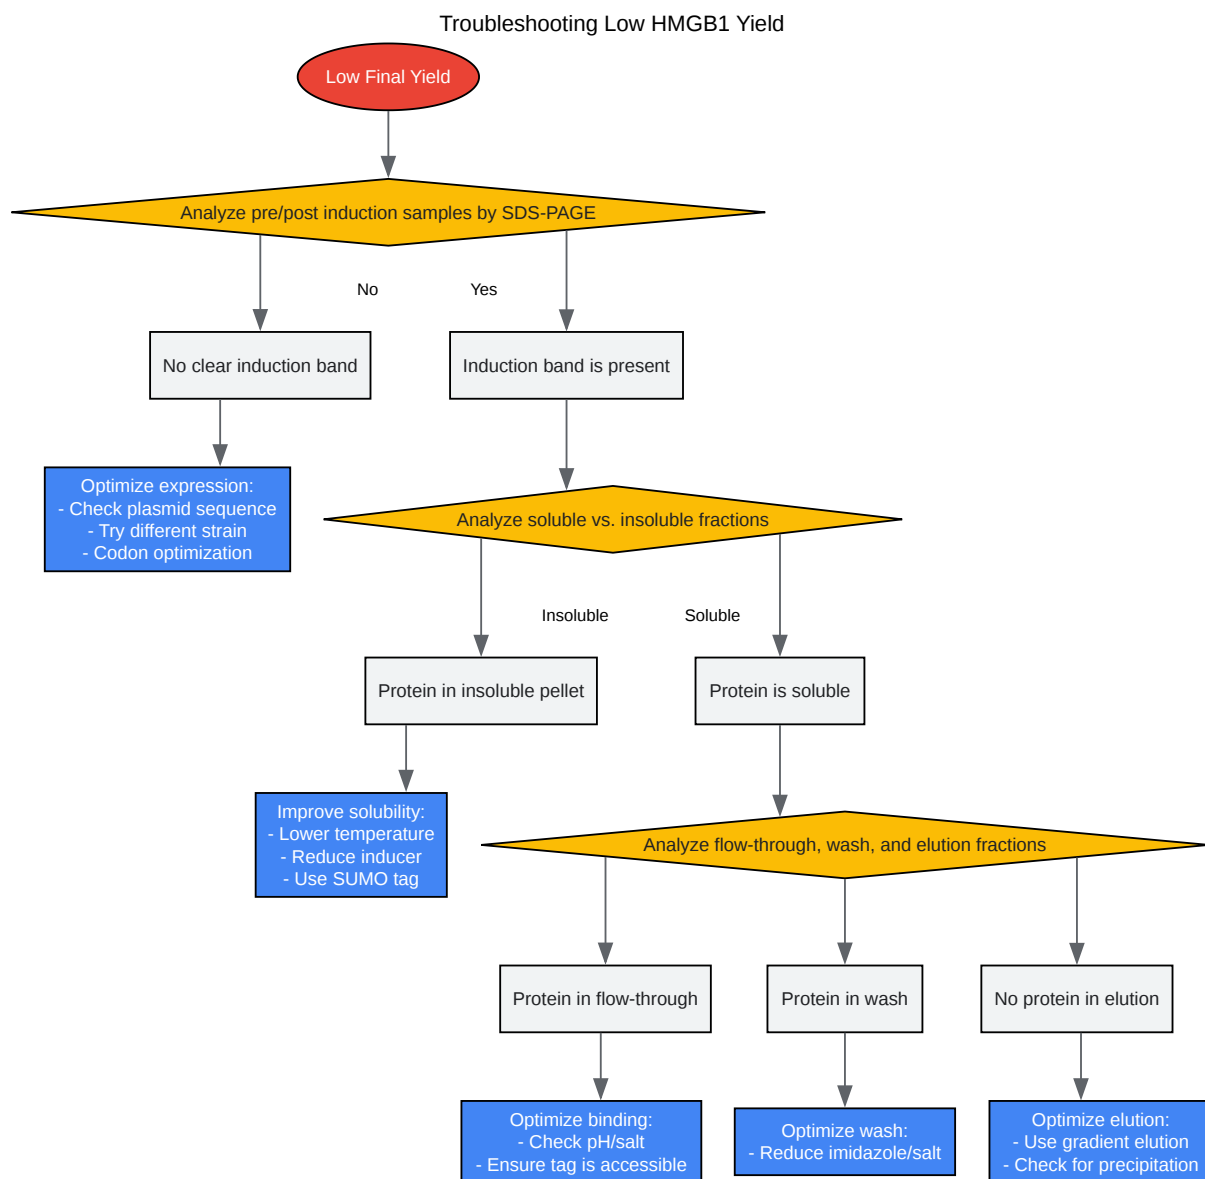 Troubleshooting Low HMGB1 Yield
Low Final Yield
Analyze pre/post induction samples by SDS-PAGE
No
Yes
No clear induction band
Induction band is present
Optimize expression:
- Check plasmid sequence
- Try different strain
- Codon optimization
Analyze soluble vs. insoluble fractions
Insoluble
Soluble
Protein in insoluble pellet
Protein is soluble
Improve solubility:
- Lower temperature
- Reduce inducer
- Use SUMO tag
Analyze flow-through, wash, and elution fractions
Protein in flow-through
Protein in wash
No protein in elution
Optimize binding:
- Check pH/salt
- Ensure tag is accessible
Optimize wash:
- Reduce imidazole/salt
Optimize elution:
- Use gradient elution
- Check for precipitation